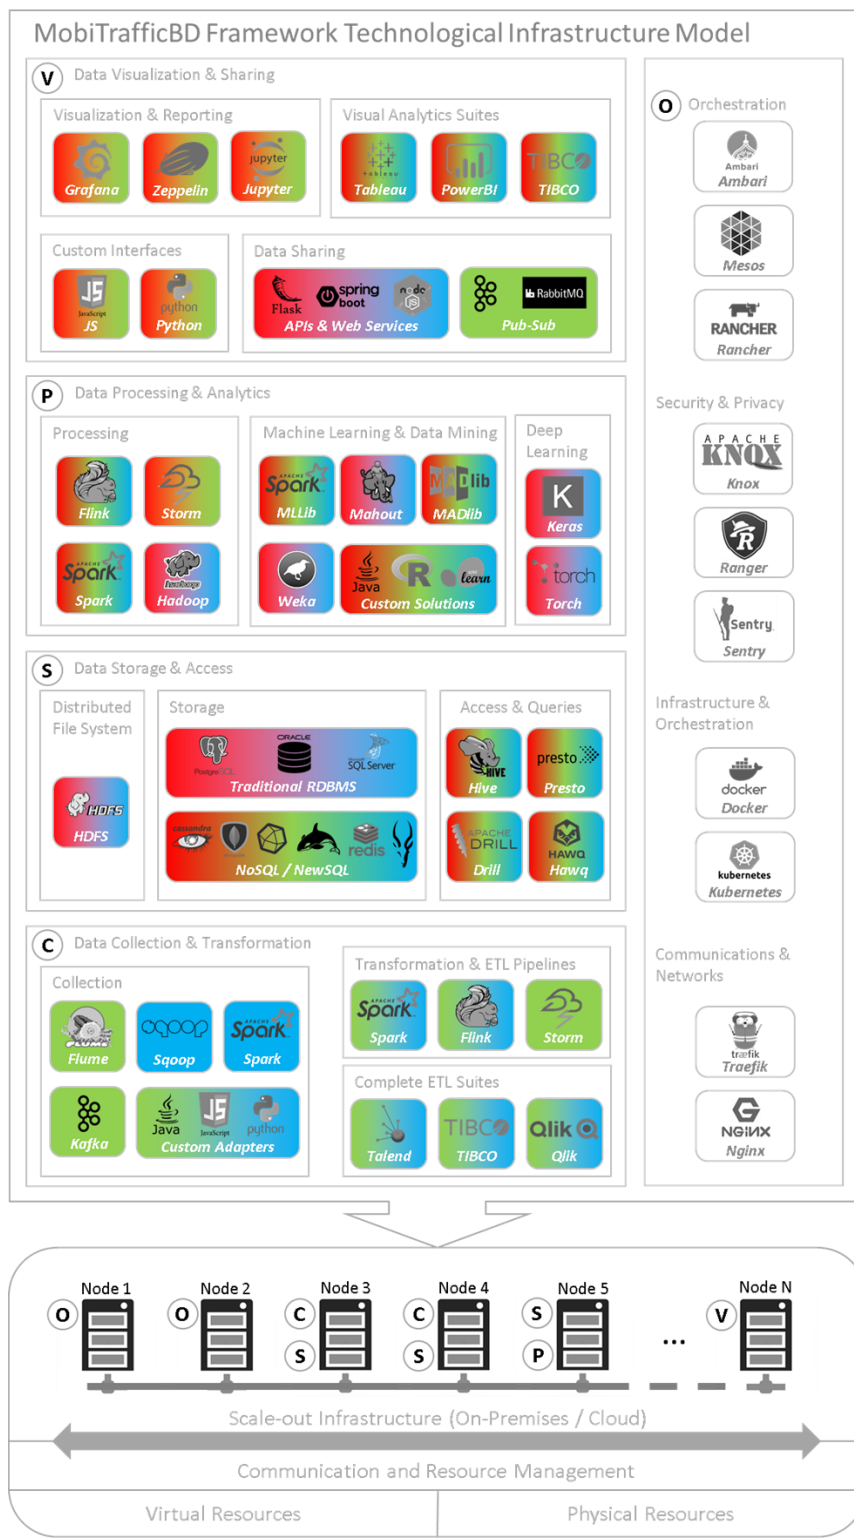 MobiTrafficBD Framework Technological Infrastructure Model
V Data Visualization & Sharing
Visualization & Reporting
Grafana
Zeppelin
jupyter
Jupyter
Visual Analytics Suites
tableau
Tableau
PowerBI
TIBCO
TIBCO
Custom Interfaces
JS
JavaScript
JS
python
Python
Data Sharing
Flask
spring boot
node JS
APIs & Web Services
RabbitMQ
Pub-Sub
P Data Processing & Analytics
Processing
Flink
Storm
APACHE
Spark
Spark
hadoop
Hadoop
Machine Learning & Data Mining
APACHE
Spark
MLLib
Mahout
MADlib
MADlib
Weka
Java
R
learn
Custom Solutions
Deep
Learning
K
Keras
torch
Torch
S Data Storage & Access
Distributed
File System
HDFS
HDFS
Storage
PostgreSQL
ORACLE
SQL Server
Traditional RDBMS
cassandra
redis
NoSQL / NewSQL
Access & Queries
HIVE
Hive
presto
Presto
APACHE
DRILL
Drill
HAWQ
Hawq
C Data Collection & Transformation
Collection
FLUME
Flume
sqoop
Sqoop
APACHE
Spark
Spark
Kafka
Java
JS
JavaScript
python
Custom Adapters
Transformation & ETL Pipelines
APACHE
Spark
Spark
Flink
Storm
Complete ETL Suites
Talend
TIBCO
TIBCO
Qlik
Qlik
O Orchestration
Ambari
Ambari
Mesos
RANCHER
Rancher
Security & Privacy
APACHE
KNOX
Knox
R
Ranger
Sentry
Sentry
Infrastructure &
Orchestration
docker
Docker
kubernetes
Kubernetes
Communications &
Networks
træfik
Traefik
NGINX
Nginx
Node 1
O
Node 2
O
Node 3
C
S
Node 4
C
S
Node 5
S
P
...
Node N
V
Scale-out Infrastructure (On-Premises / Cloud)
Communication and Resource Management
Virtual Resources
Physical Resources